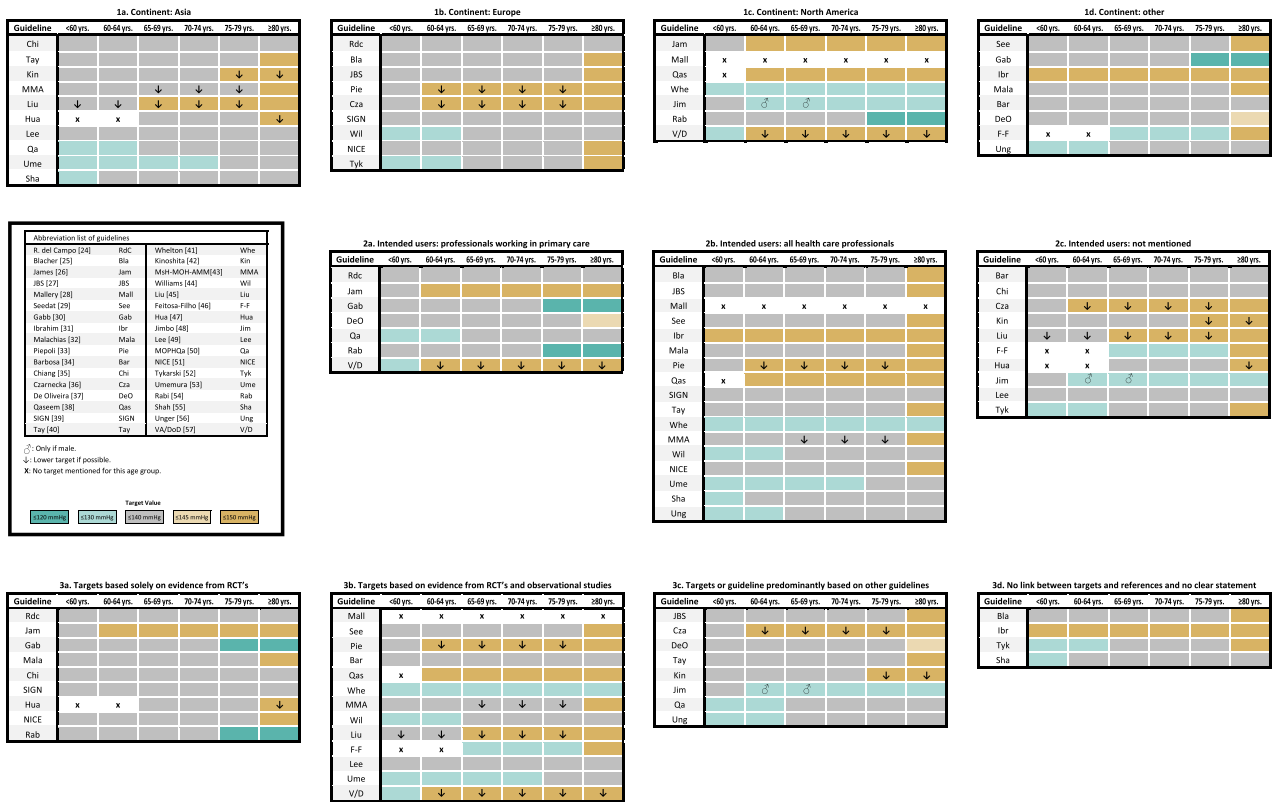 1a. Continent: Asia
Guideline <60 yrs. 60-64 yrs. 65-69 yrs. 70-74 yrs. 75-79 yrs. ≥80 yrs.
Chi
Tay
Kin ↓ ↓
MMA ↓ ↓ ↓
Liu ↓ ↓ ↓ ↓ ↓
Hua x x ↓
Lee
Qa
Ume
Sha
1b. Continent: Europe
Guideline <60 yrs. 60-64 yrs. 65-69 yrs. 70-74 yrs. 75-79 yrs. ≥80 yrs.
Rdc
Bla
JBS
Pie ↓ ↓ ↓ ↓
Cza ↓ ↓ ↓ ↓
SIGN
Wil
NICE
Tyk
1c. Continent: North America
Guideline <60 yrs. 60-64 yrs. 65-69 yrs. 70-74 yrs. 75-79 yrs. ≥80 yrs.
Jam
Mall x x x x x x
Qas x
Whe
Jim ♂ ♂
Rab
V/D ↓ ↓ ↓ ↓ ↓
1d. Continent: other
Guideline <60 yrs. 60-64 yrs. 65-69 yrs. 70-74 yrs. 75-79 yrs. ≥80 yrs.
See
Gab
Ibr
Mala
Bar
DeO
F-F x x
Ung
Abbreviation list of guidelines
R. del Campo [24] RdC Whelton [41] Whe
Blacher [25] Bla Kinoshita [42] Kin
James [26] Jam MsH-MOH-AMM[43] MMA
JBS [27] JBS Williams [44] Wil
Mallery [28] Mall Liu [45] Liu
Seedat [29] See Feitosa-Filho [46] F-F
Gabb [30] Gab Hua [47] Hua
Ibrahim [31] Ibr Jimbo [48] Jim
Malachias [32] Mala Lee [49] Lee
Piepoli [33] Pie MOPHQa [50] Qa
Barbosa [34] Bar NICE [51] NICE
Chiang [35] Chi Tykarski [52] Tyk
Czarnecka [36] Cza Umemura [53] Ume
De Oliveira [37] DeO Rabi [54] Rab
Qaseem [38] Qas Shah [55] Sha
SIGN [39] SIGN Unger [56] Ung
Tay [40] Tay VA/DoD [57] V/D
♂: Only if male.
↓: Lower target if possible.
X: No target mentioned for this age group.
Target Value
≤120 mmHg ≤130 mmHg ≤140 mmHg ≤145 mmHg ≤150 mmHg
2a. Intended users: professionals working in primary care
Guideline <60 yrs. 60-64 yrs. 65-69 yrs. 70-74 yrs. 75-79 yrs. ≥80 yrs.
Rdc
Jam
Gab
DeO
Qa
Rab
V/D ↓ ↓ ↓ ↓ ↓
2b. Intended users: all health care professionals
Guideline <60 yrs. 60-64 yrs. 65-69 yrs. 70-74 yrs. 75-79 yrs. ≥80 yrs.
Bla
JBS
Mall x x x x x x
See
Ibr
Mala
Pie ↓ ↓ ↓ ↓
Qas x
SIGN
Tay
Whe
MMA ↓ ↓ ↓
Wil
NICE
Ume
Sha
Ung
2c. Intended users: not mentioned
Guideline <60 yrs. 60-64 yrs. 65-69 yrs. 70-74 yrs. 75-79 yrs. ≥80 yrs.
Bar
Chi
Cza ↓ ↓ ↓ ↓
Kin ↓ ↓
Liu ↓ ↓ ↓ ↓ ↓
F-F x x
Hua x x ↓
Jim ♂ ♂
Lee
Tyk
3a. Targets based solely on evidence from RCT's
Guideline <60 yrs. 60-64 yrs. 65-69 yrs. 70-74 yrs. 75-79 yrs. ≥80 yrs.
Rdc
Jam
Gab
Mala
Chi
SIGN
Hua x x ↓
NICE
Rab
3b. Targets based on evidence from RCT's and observational studies
Guideline <60 yrs. 60-64 yrs. 65-69 yrs. 70-74 yrs. 75-79 yrs. ≥80 yrs.
Mall x x x x x x
See
Pie ↓ ↓ ↓ ↓
Bar
Qas x
Whe
MMA ↓ ↓ ↓
Wil
Liu ↓ ↓ ↓ ↓ ↓
F-F x x
Lee
Ume
V/D ↓ ↓ ↓ ↓ ↓
3c. Targets or guideline predominantly based on other guidelines
Guideline <60 yrs. 60-64 yrs. 65-69 yrs. 70-74 yrs. 75-79 yrs. ≥80 yrs.
JBS
Cza ↓ ↓ ↓ ↓
DeO
Tay
Kin ↓ ↓
Jim ♂ ♂
Qa
Ung
3d. No link between targets and references and no clear statement
Guideline <60 yrs. 60-64 yrs. 65-69 yrs. 70-74 yrs. 75-79 yrs. ≥80 yrs.
Bla
Ibr
Tyk
Sha